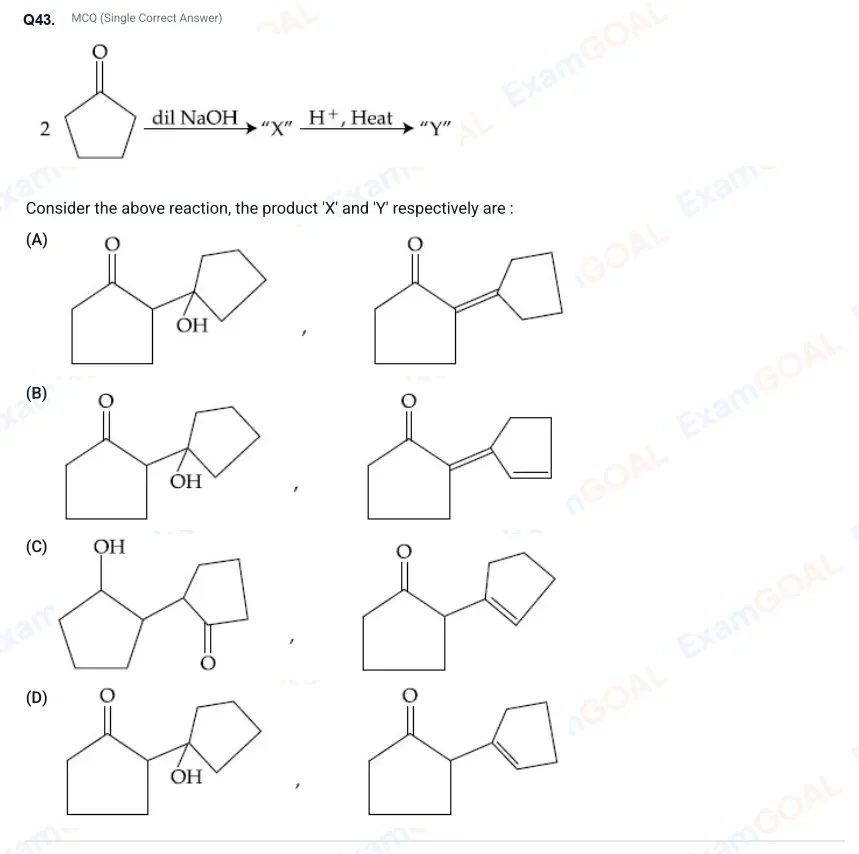 Q43. MCQ (Single Correct Answer)
O
2 dil NaOH "X" H+, Heat "Y"
Consider the above reaction, the product 'X' and 'Y' respectively are :
(A)
O O
OH ,
(B)
O O
OH ,
(C)
OH O
O ,
(D)
O O
OH ,
ExamGOAL
ExamGOAL
ExamGOAL
ExamGOAL